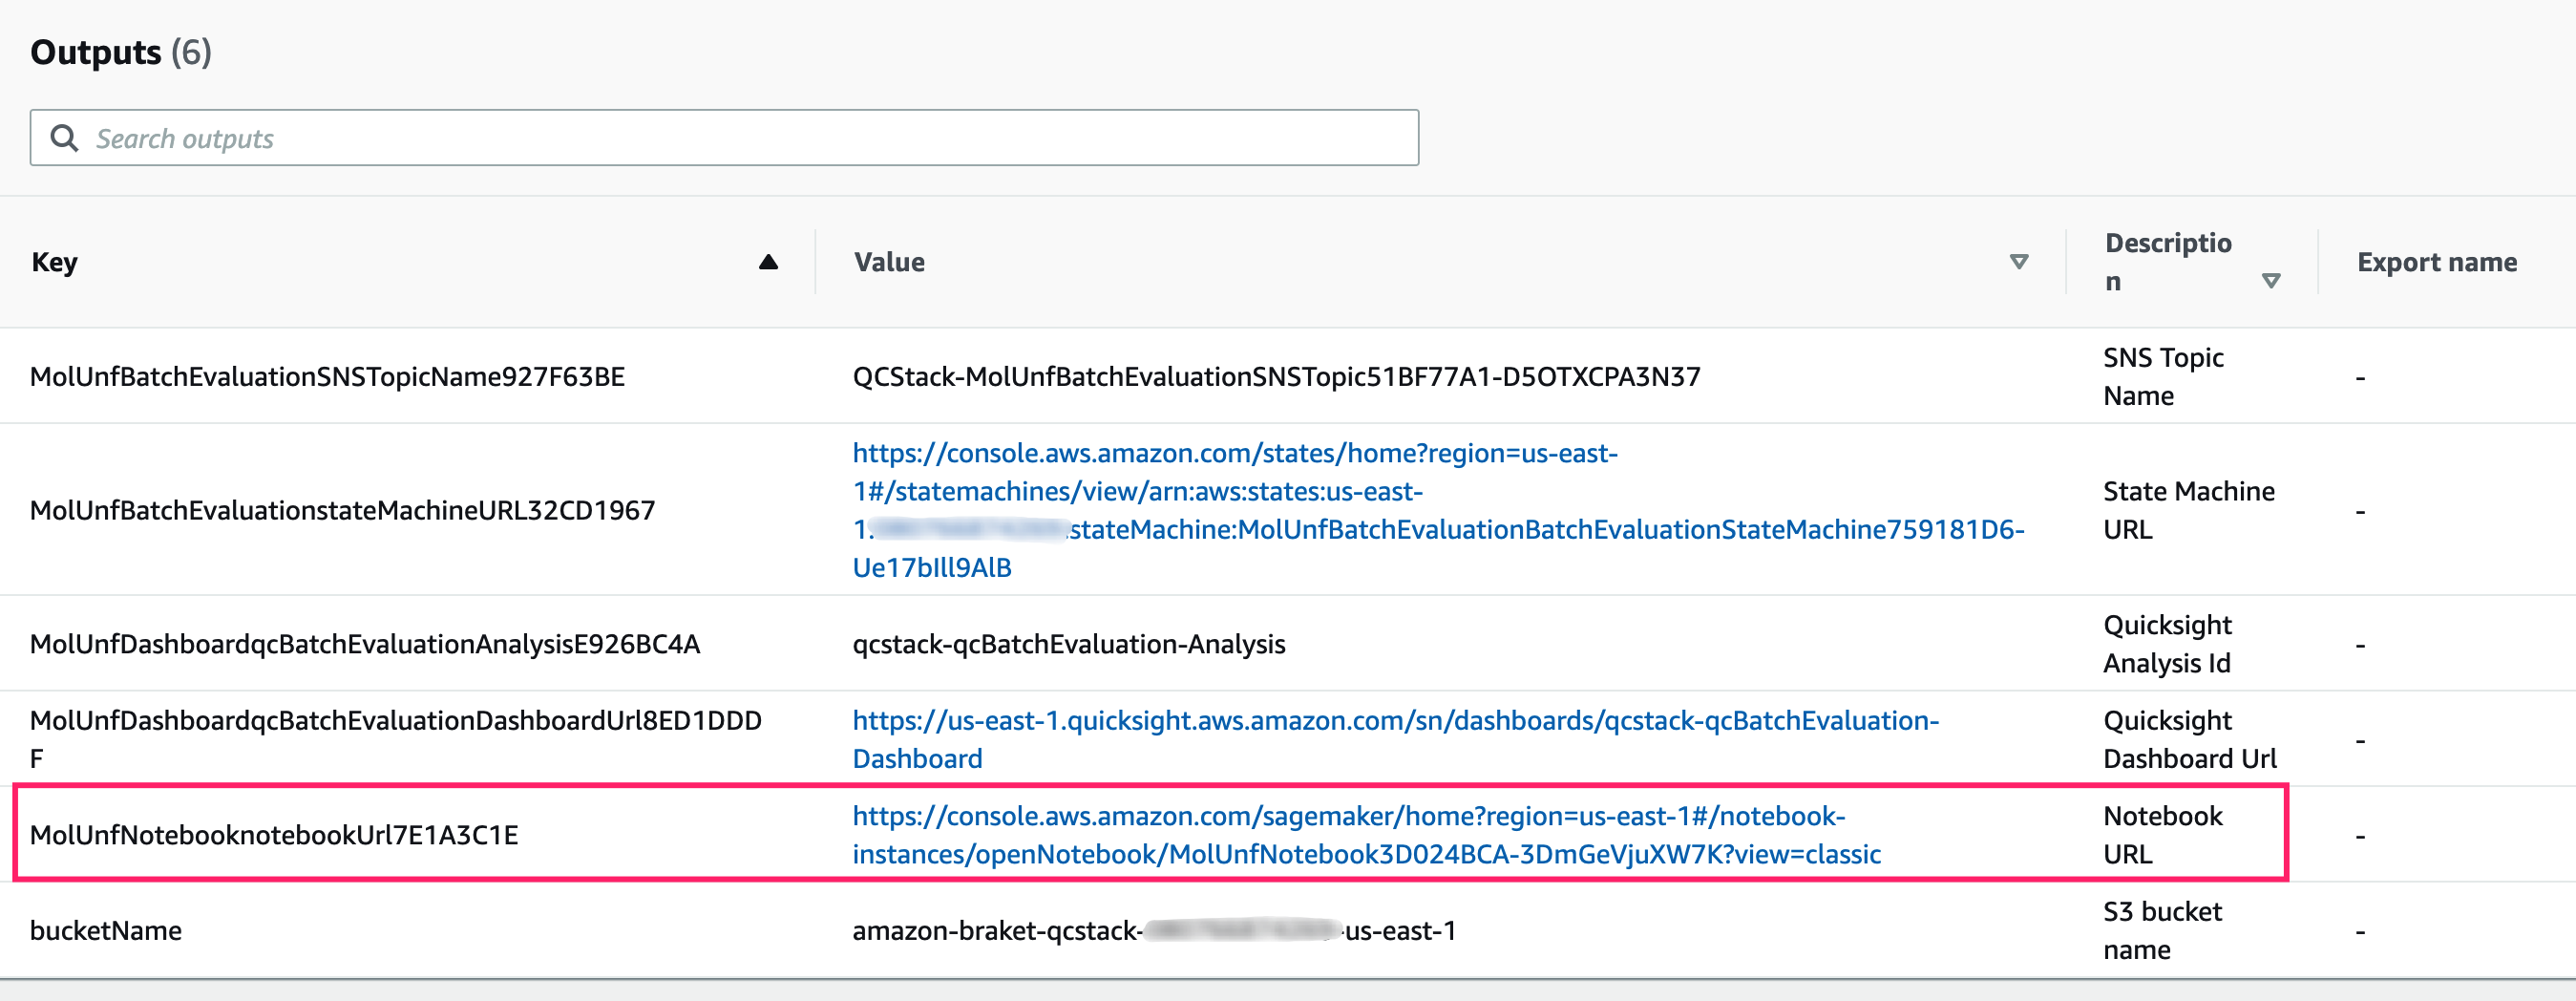 Outputs (6)
Search outputs
Key
Value
Descriptio
n
Export name
MolUnfBatchEvaluationSNSTopicName927F63BE
QCStack-MolUnfBatchEvaluationSNSTopic51BF77A1-D5OTXCPA3N37
SNS Topic
Name
-
MolUnfBatchEvaluationstateMachineURL32CD1967
https://console.aws.amazon.com/states/home?region=us-east-
1#/statemachines/view/arn:aws:states:us-east-
1:stateMachine:MolUnfBatchEvaluationBatchEvaluationStateMachine759181D6-
Ue17bIll9AlB
State Machine
URL
-
MolUnfDashboardqcBatchEvaluationAnalysisE926BC4A
qcstack-qcBatchEvaluation-Analysis
Quicksight
Analysis Id
-
MolUnfDashboardqcBatchEvaluationDashboardUrl8ED1DDD
F
https://us-east-1.quicksight.aws.amazon.com/sn/dashboards/qcstack-qcBatchEvaluation-
Dashboard
Quicksight
Dashboard Url
-
MolUnfNotebooknotebookUrl7E1A3C1E
https://console.aws.amazon.com/sagemaker/home?region=us-east-1#/notebook-
instances/openNotebook/MolUnfNotebook3D024BCA-3DmGeVjuXW7K?view=classic
Notebook
URL
-
bucketName
amazon-braket-qcstack- -us-east-1
S3 bucket
name
-